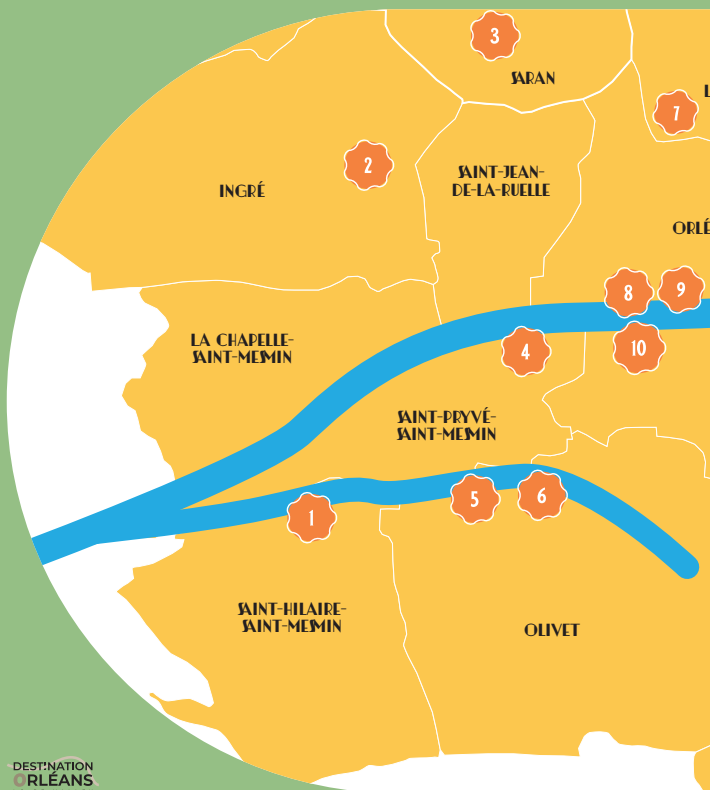 3
SARAN
L
7
2
SAINT-JEAN-
DE-LA-RUELLE
INGRÉ
ORLÉ
8
9
LA CHAPELLE-
SAINT-MESMIN
4
10
SAINT-PRYVÉ-
SAINT-MESMIN
1
5
6
SAINT-HILAIRE-
SAINT-MESMIN
OLIVET
DESTINATION
ORLÉANS